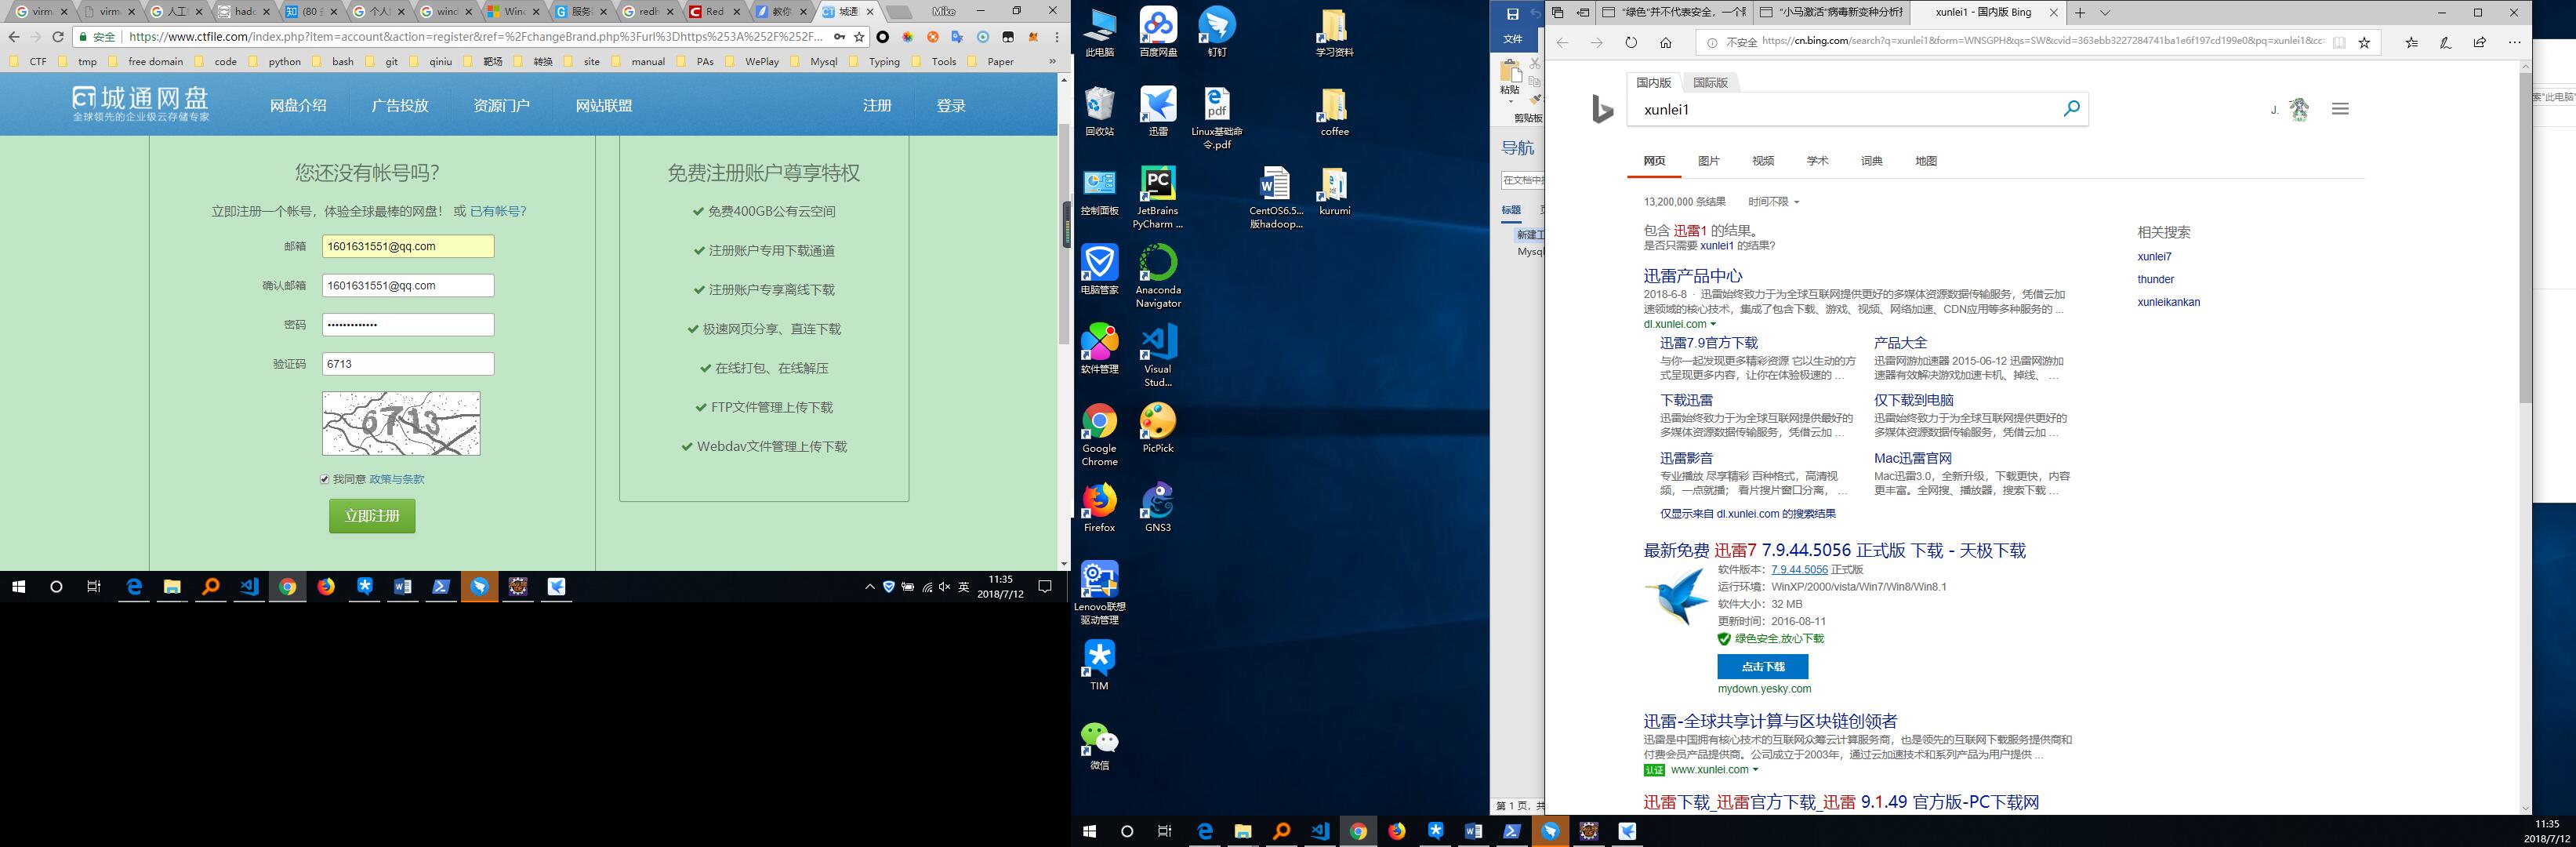 virm
virm
人工
hadc
(80
个人
wind
Winc
服务
redh
Red
教你
城通
Mike
安全
https://www.ctfile.com/index.php?item=account&action=register&ref=%2FchangeBrand.php%3Furl%3Dhttps%253A%252F%252F...
CTF tmp free domain code python bash git qiniu 靶场 转换 site manual PAs WePlay Mysql Typing Tools Paper »
CT城通网盘
全球领先的企业级云存储专家
网盘介绍 广告投放 资源门户 网站联盟 注册 登录
您还没有帐号吗?
立即注册一个帐号，体验全球最棒的网盘！ 或 已有帐号?
邮箱 1601631551@qq.com
确认邮箱 1601631551@qq.com
密码 •••••••••••••
验证码 6713
6713
我同意 政策与条款
立即注册
免费注册账户尊享特权
免费400GB公有云空间
注册账户专用下载通道
注册账户专享离线下载
极速网页分享、直连下载
在线打包、在线解压
FTP文件管理上传下载
Webdav文件管理上传下载
英
11:35
2018/7/12
此电脑
百度网盘
钉钉
学习资料
回收站
迅雷
Linux基础命
令.pdf
coffee
控制面板
JetBrains
PyCharm ...
CentOS6.5...
版hadoop...
kurumi
电脑管家
Anaconda
Navigator
软件管理
Visual
Stud...
Google
Chrome
PicPick
Firefox
GNS3
Lenovo联想
驱动管理
TIM
微信
文件
粘贴
剪贴板
导航
在文档中
标题
新建
Mysql
第 1 页，共
"绿色"并不代表安全，一个
"小马激活"病毒新变种分析
xunlei1 - 国内版 Bing
不安全 https://cn.bing.com/search?q=xunlei1&form=WNSGPH&qs=SW&cvid=363ebb3227284741ba1e6f197cd199e0&pq=xunlei1&cc
国内版 国际版
xunlei1
J.
网页 图片 视频 学术 词典 地图
13,200,000 条结果 时间不限
包含 迅雷1 的结果。
是否只需要 xunlei1 的结果?
迅雷产品中心
2018-6-8 · 迅雷始终致力于为全球互联网提供更好的多媒体资源数据传输服务，凭借云加
速领域的核心技术，集成了包含下载、游戏、视频、网络加速、CDN应用等多种服务的 ...
dl.xunlei.com
迅雷7.9官方下载
与你一起发现更多精彩资源 它以生动的方
式呈现更多内容，让你在体验极速的 ...
产品大全
迅雷网游加速器 2015-06-12 迅雷网游加
速器有效解决游戏加速卡机、掉线、 ...
下载迅雷
迅雷始终致力于为全球互联网提供最好的
多媒体资源数据传输服务，凭借云加 ...
仅下载到电脑
迅雷始终致力于为全球互联网提供更好的
多媒体资源数据传输服务，凭借云加 ...
迅雷影音
专业播放 尽享精彩 百种格式，高清视
频，一点就播； 看片搜片窗口分离， ...
Mac迅雷官网
Mac迅雷3.0，全新升级，下载更快，内容
更丰富。全网搜、播放器，搜索下载 ...
仅显示来自 dl.xunlei.com 的搜索结果
最新免费 迅雷7 7.9.44.5056 正式版 下载 - 天极下载
软件版本：7.9.44.5056 正式版
运行环境：WinXP/2000/vista/Win7/Win8/Win8.1
软件大小：32 MB
更新时间：2016-08-11
绿色安全,放心下载
点击下载
mydown.yesky.com
迅雷-全球共享计算与区块链创领者
迅雷是中国拥有核心技术的互联网众筹云计算服务商，也是领先的互联网下载服务提供商和
付费会员产品提供商。公司成立于2003年，通过云加速技术和系列产品为用户提供 ...
认证 www.xunlei.com
迅雷下载_迅雷官方下载_迅雷 9.1.49 官方版-PC下载网
相关搜索
xunlei7
thunder
xunleikankan
索"此电脑"
11:35
2018/7/12